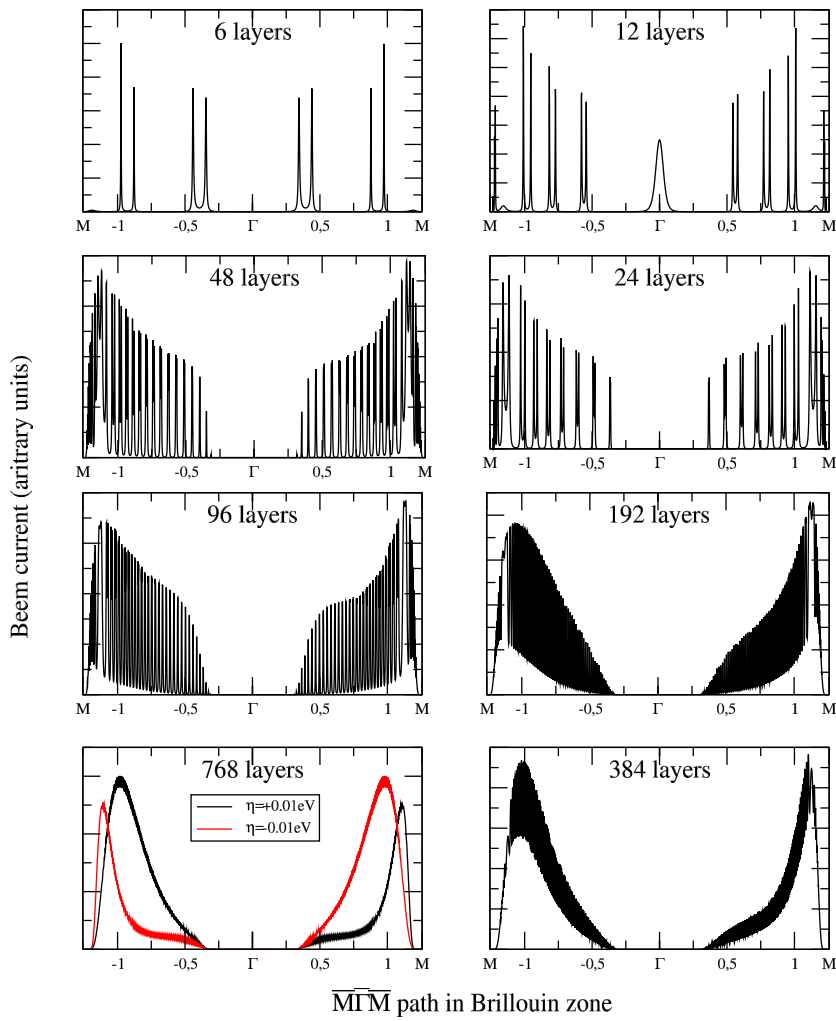 6 layers
12 layers
M -1 -0,5 Γ 0,5 1 M
M -1 -0,5 Γ 0,5 1 M
48 layers
24 layers
M -1 -0,5 Γ 0,5 1 M
M -1 -0,5 Γ 0,5 1 M
Beem current (aritrary units)
96 layers
192 layers
M -1 -0,5 Γ 0,5 1 M
M -1 -0,5 Γ 0,5 1 M
768 layers
384 layers
η=+0.01eV
η=-0.01eV
M -1 -0,5 Γ 0,5 1 M
M -1 -0,5 Γ 0,5 1 M
M̅Γ̅M̅ path in Brillouin zone